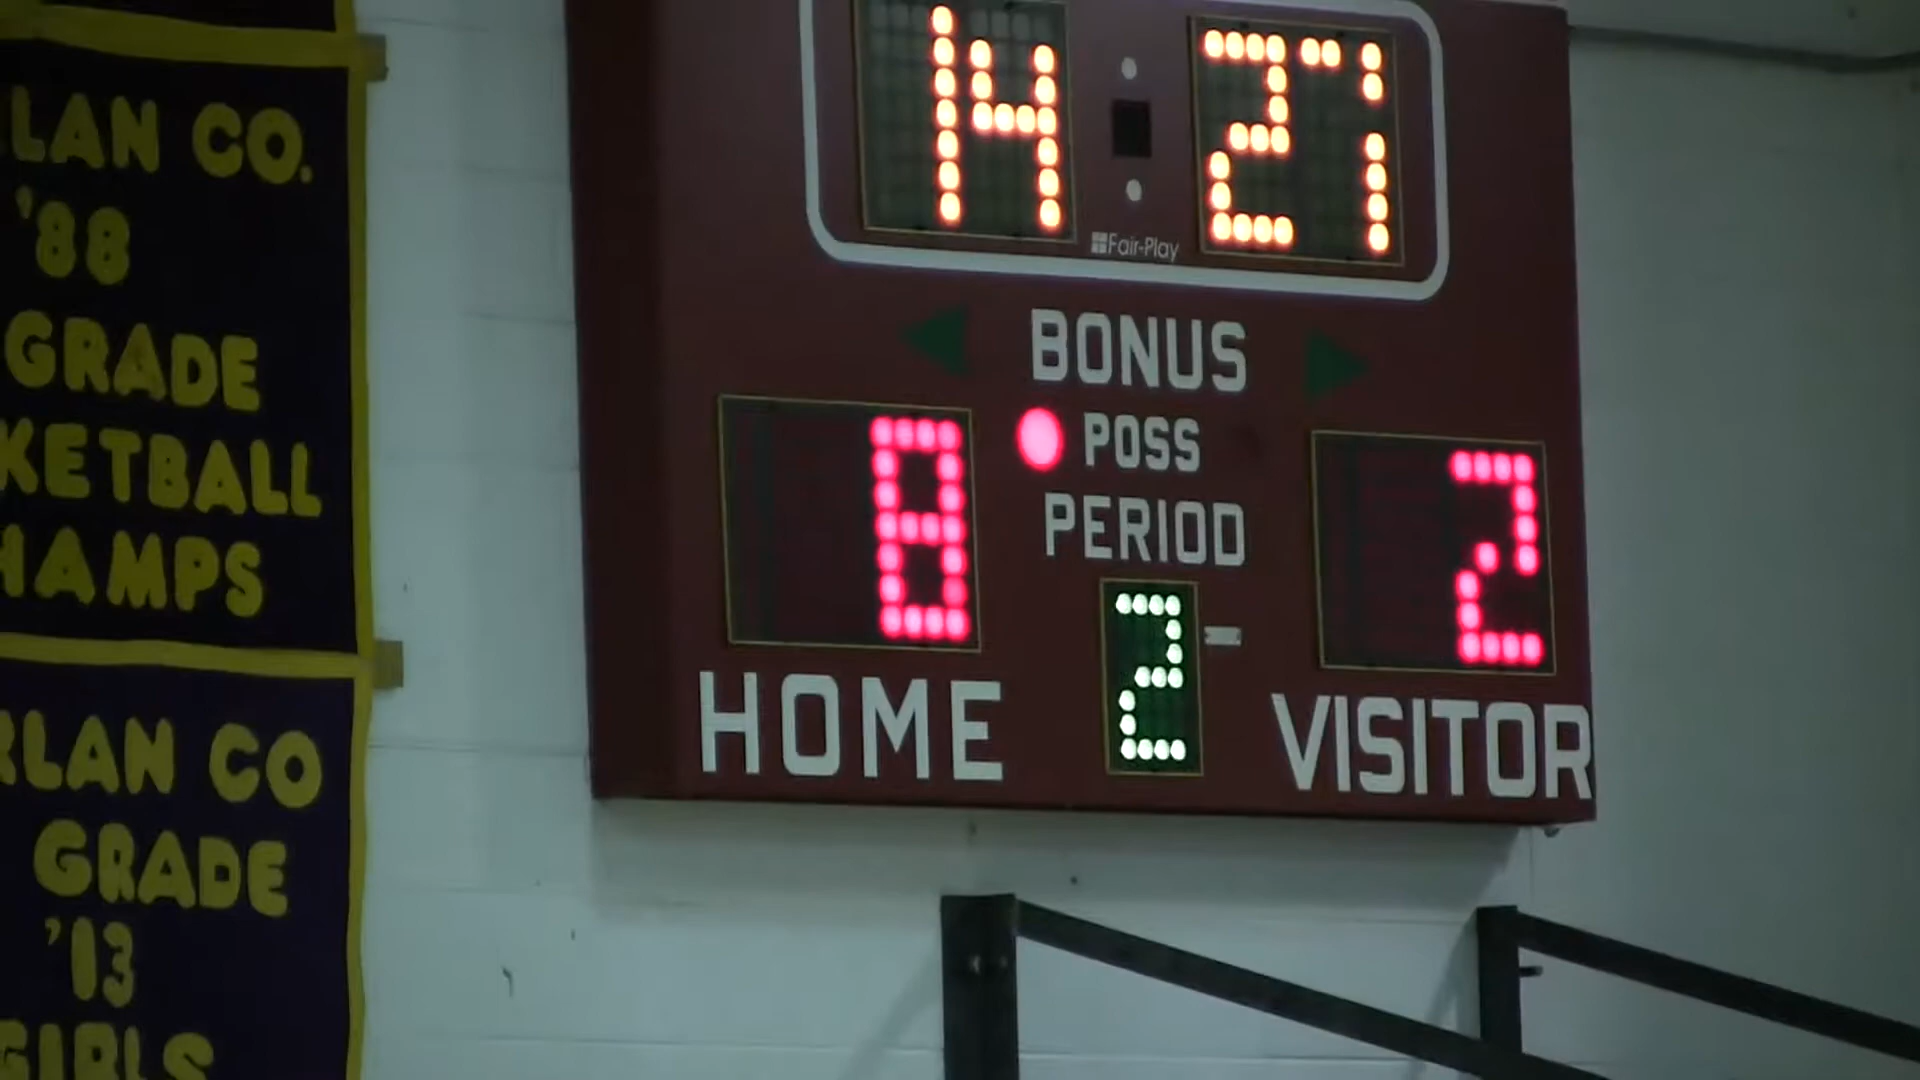 LAN CO.
'88
GRADE
KETBALL
HAMPS
RLAN CO
GRADE
'13
GIRLS
14 : 27
Fair-Play
BONUS
POSS
PERIOD
8 2 2
HOME VISITOR